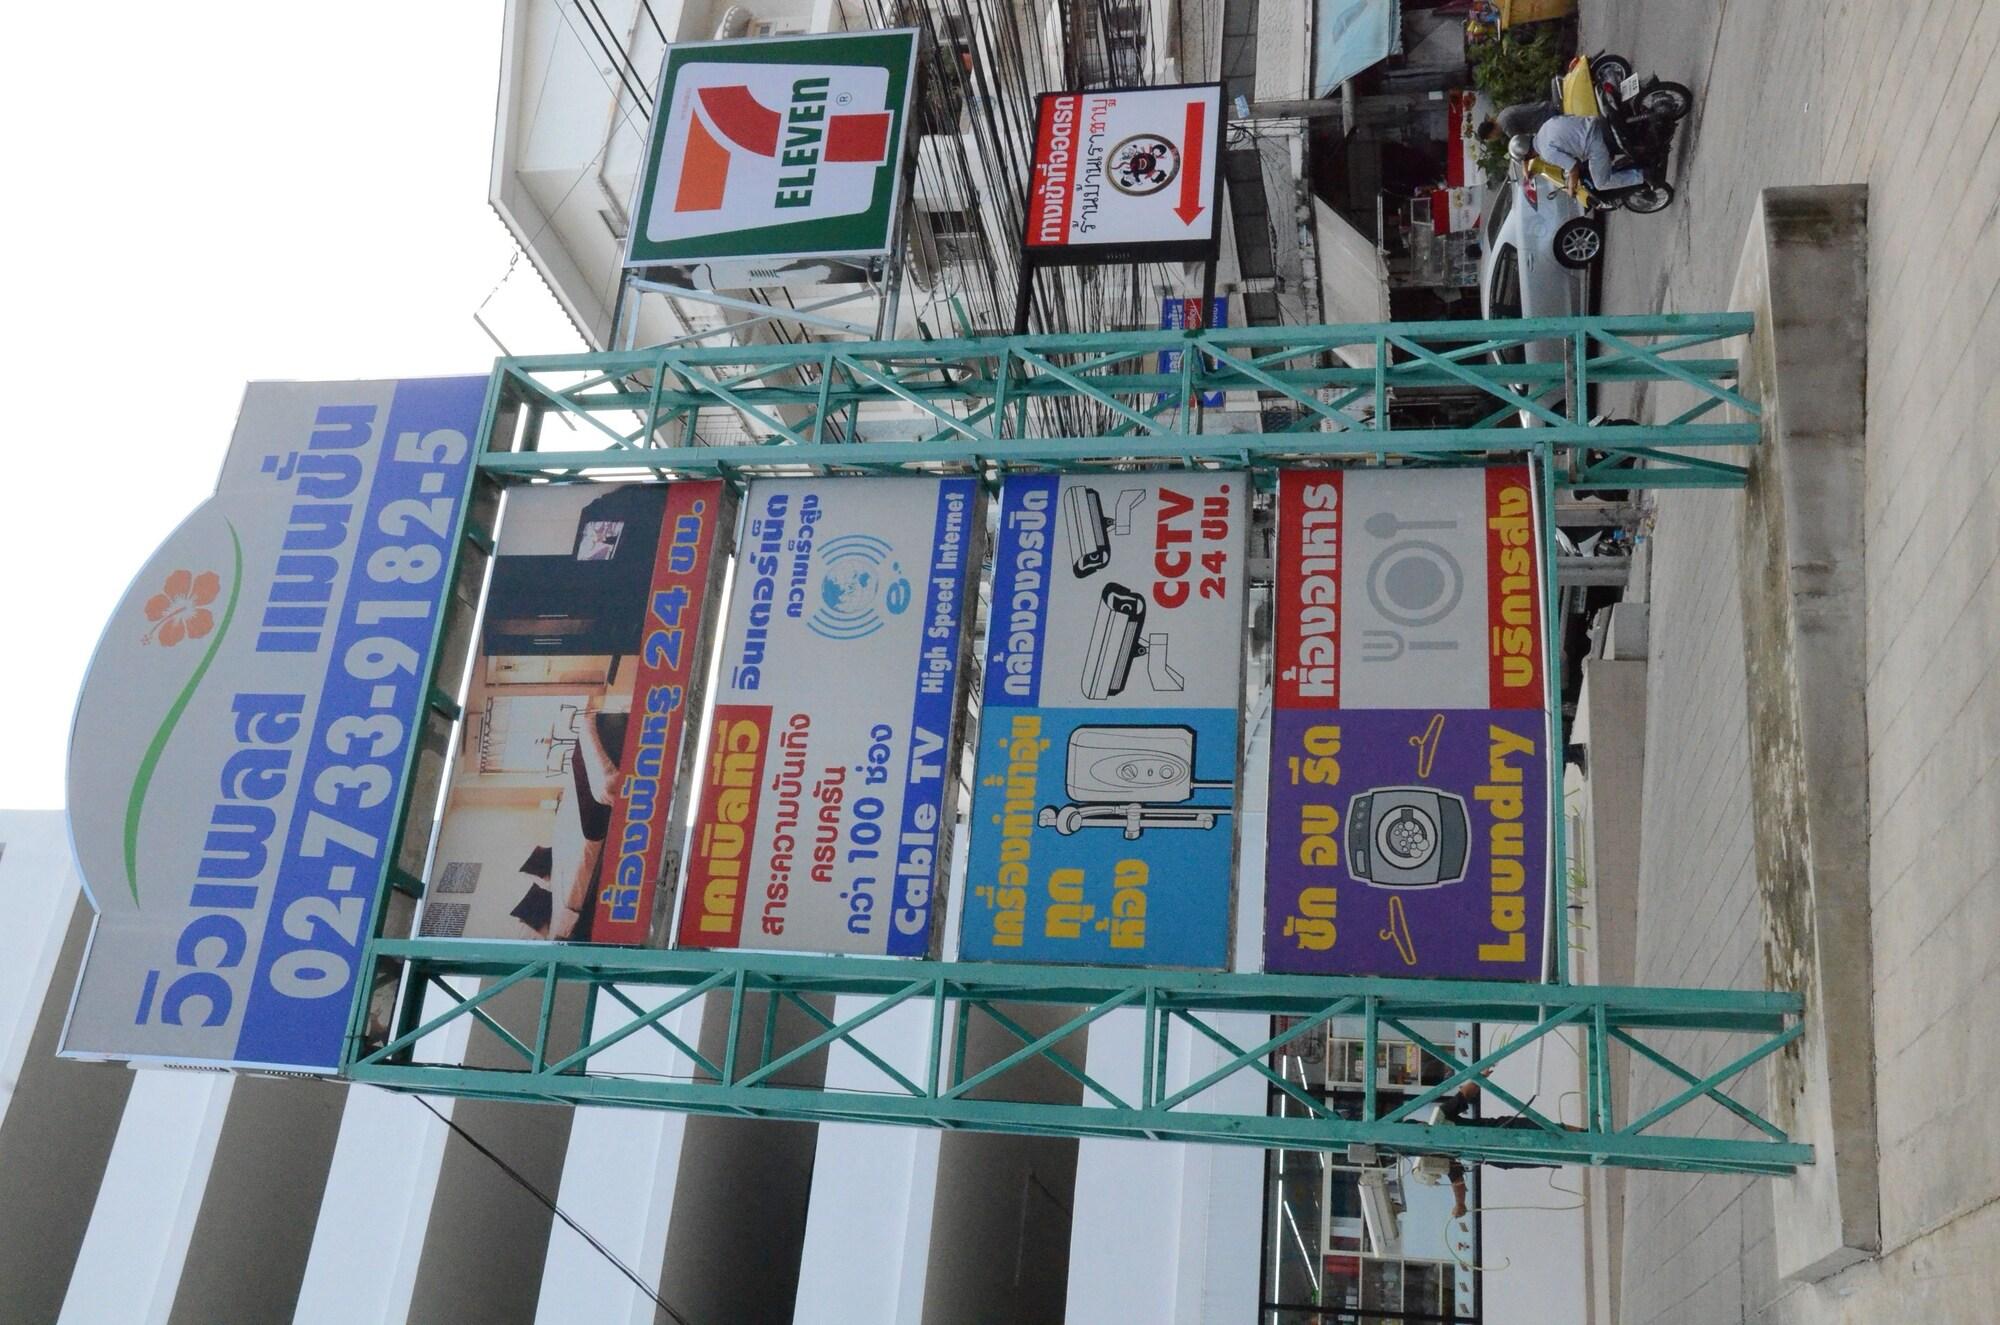 วิวเพลส แมนชั่น
02-733-9182-5
ห้องพักหรู 24 ชม.
เคเบิลทีวี
สาระความบันเทิง
ครบครัน
กว่า 100 ช่อง
Cable TV
อินเตอร์เน็ต
ความเร็วสูง
e
High Speed Internet
เครื่องทำน้ำอุ่น
ทุก
ห้อง
กล้องวงจรปิด
CCTV
24 ชม.
ซัก อบ รีด
Laundry
ห้องอาหาร
บริการส่ง
7
ELEVEN
®
ทางเข้าที่จอดรถ
ร้านข้าบ้านเราชาบู